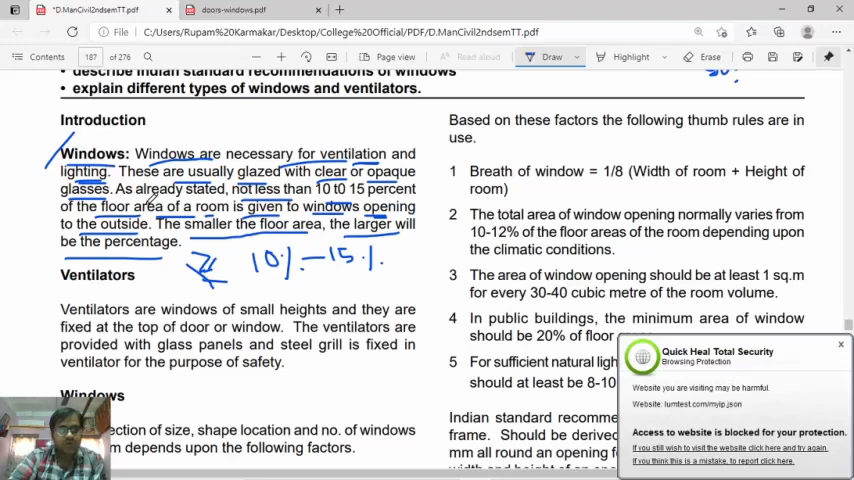 *D.ManCivil2ndsemTT.pdf
doors-windows.pdf
File
C:/Users/Rupam%20Karmakar/Desktop/College%20Official/PDF/D.ManCivil2ndsemTT.pdf
Contents
187
of 276
Page view
Read aloud
Draw
Highlight
Erase
• describe Indian standard recommendations of windows
• explain different types of windows and ventilators.
Introduction
Windows: Windows are necessary for ventilation and
lighting. These are usually glazed with clear or opaque
glasses. As already stated, not less than 10 to 15 percent
of the floor area of a room is given to windows opening
to the outside. The smaller the floor area, the larger will
be the percentage.
10% - 15%.
Ventilators
Ventilators are windows of small heights and they are
fixed at the top of door or window. The ventilators are
provided with glass panels and steel grill is fixed in
ventilator for the purpose of safety.
Windows
ection of size, shape location and no. of windows
m depends upon the following factors.
Based on these factors the following thumb rules are in
use.
1 Breath of window = 1/8 (Width of room + Height of
room)
2 The total area of window opening normally varies from
10-12% of the floor areas of the room depending upon
the climatic conditions.
3 The area of window opening should be at least 1 sq.m
for every 30-40 cubic metre of the room volume.
4 In public buildings, the minimum area of window
should be 20% of floor
5 For sufficient natural ligh
should at least be 8-10
Indian standard recomme
frame. Should be derived
mm all round an opening f
width and height of an
Quick Heal Total Security
Browsing Protection
Website you are visiting may be harmful.
Website: lumtest.com/myip.json
Access to website is blocked for your protection.
If you still wish to visit the website click here and try again.
If you think this is a mistake, to report click here.